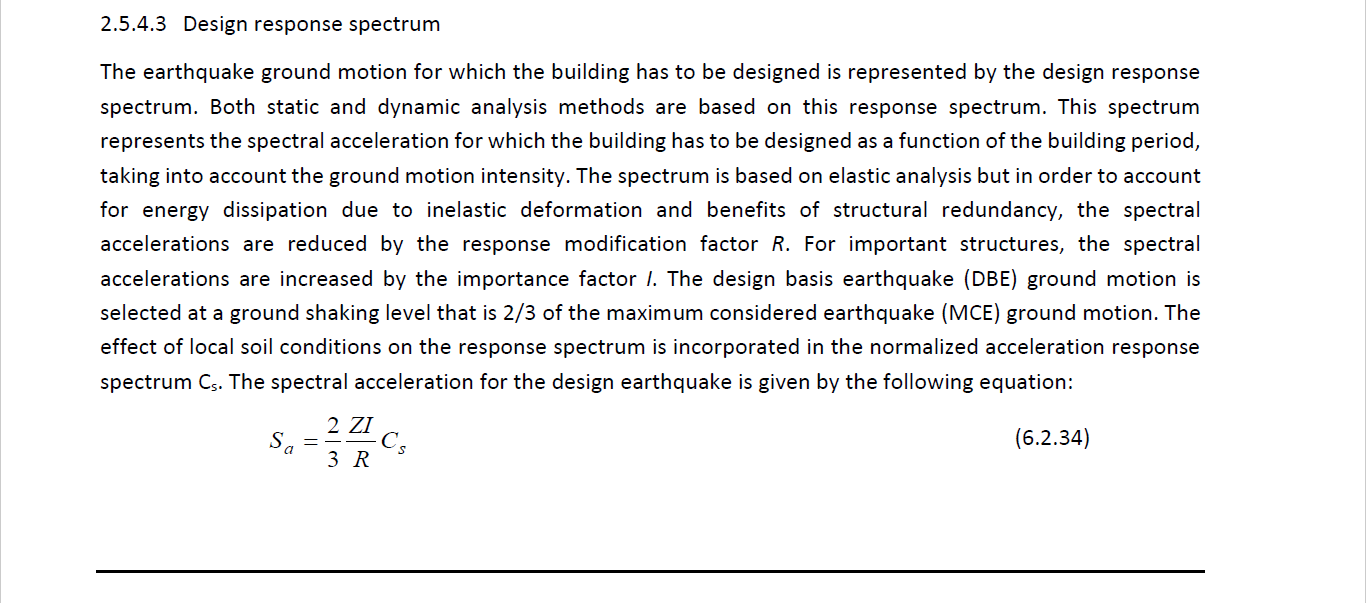 2.5.4.3 Design response spectrum
The earthquake ground motion for which the building has to be designed is represented by the design response
spectrum. Both static and dynamic analysis methods are based on this response spectrum. This spectrum
represents the spectral acceleration for which the building has to be designed as a function of the building period,
taking into account the ground motion intensity. The spectrum is based on elastic analysis but in order to account
for energy dissipation due to inelastic deformation and benefits of structural redundancy, the spectral
accelerations are reduced by the response modification factor R. For important structures, the spectral
accelerations are increased by the importance factor I. The design basis earthquake (DBE) ground motion is
selected at a ground shaking level that is 2/3 of the maximum considered earthquake (MCE) ground motion. The
effect of local soil conditions on the response spectrum is incorporated in the normalized acceleration response
spectrum Cs. The spectral acceleration for the design earthquake is given by the following equation:
Sa = 2/3 ZI/R Cs (6.2.34)